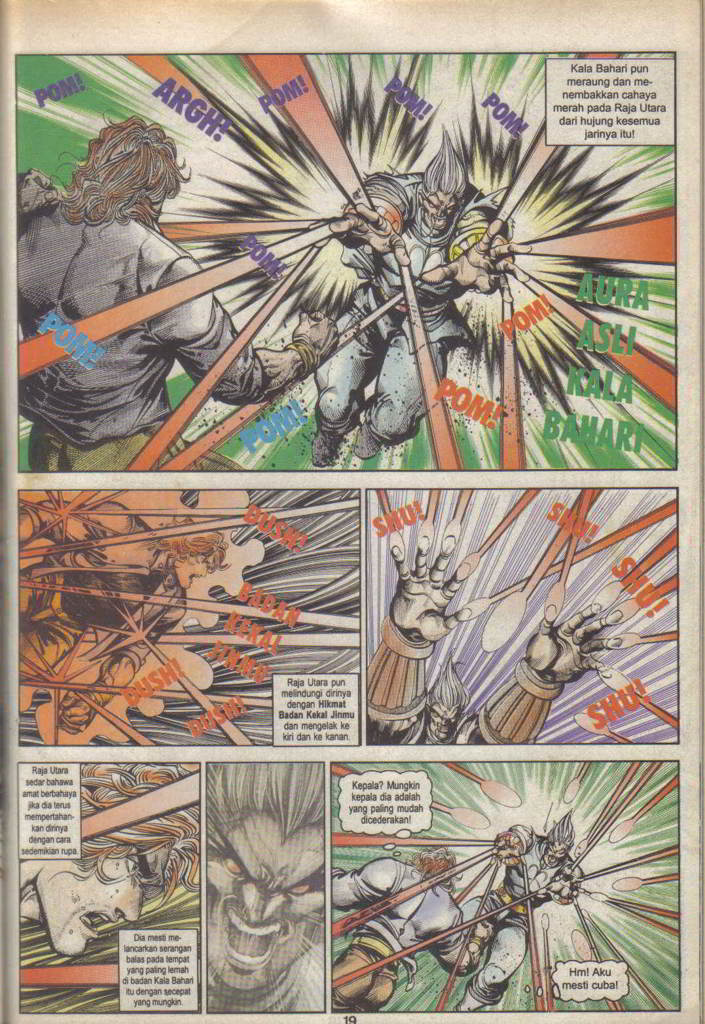 POM!
ARGH!
POM!
POM!
POM!
Kala Bahari pun
meraung dan me-
nembakkan cahaya
merah pada Raja Utara
dari hujung kesemua
jarinya itu!
POM!
POM!
POM!
POM!
POM!
AURA
ASLI
KALA
BAHARI
DUSH!
BADAN
KEKAL
JINMU
DUSH!
DUSH!
Raja Utara pun
melindungi dirinya
dengan Hikmat
Badan Kekal Jinmu
dan mengelak ke
kiri dan ke kanan.
SHU!
SHU!
SHU!
SHU!
Raja Utara
sedar bahawa
amat berbahaya
jika dia terus
mempertahan-
kan dirinya
dengan cara
sedemikian rupa.
Dia mesti me-
lancarkan serangan
balas pada tempat
yang paling lemah
di badan Kala Bahari
itu dengan secepat
yang mungkin.
Kepala? Mungkin
kepala dia adalah
yang paling mudah
dicederakan!
Hm! Aku
mesti cuba!
19